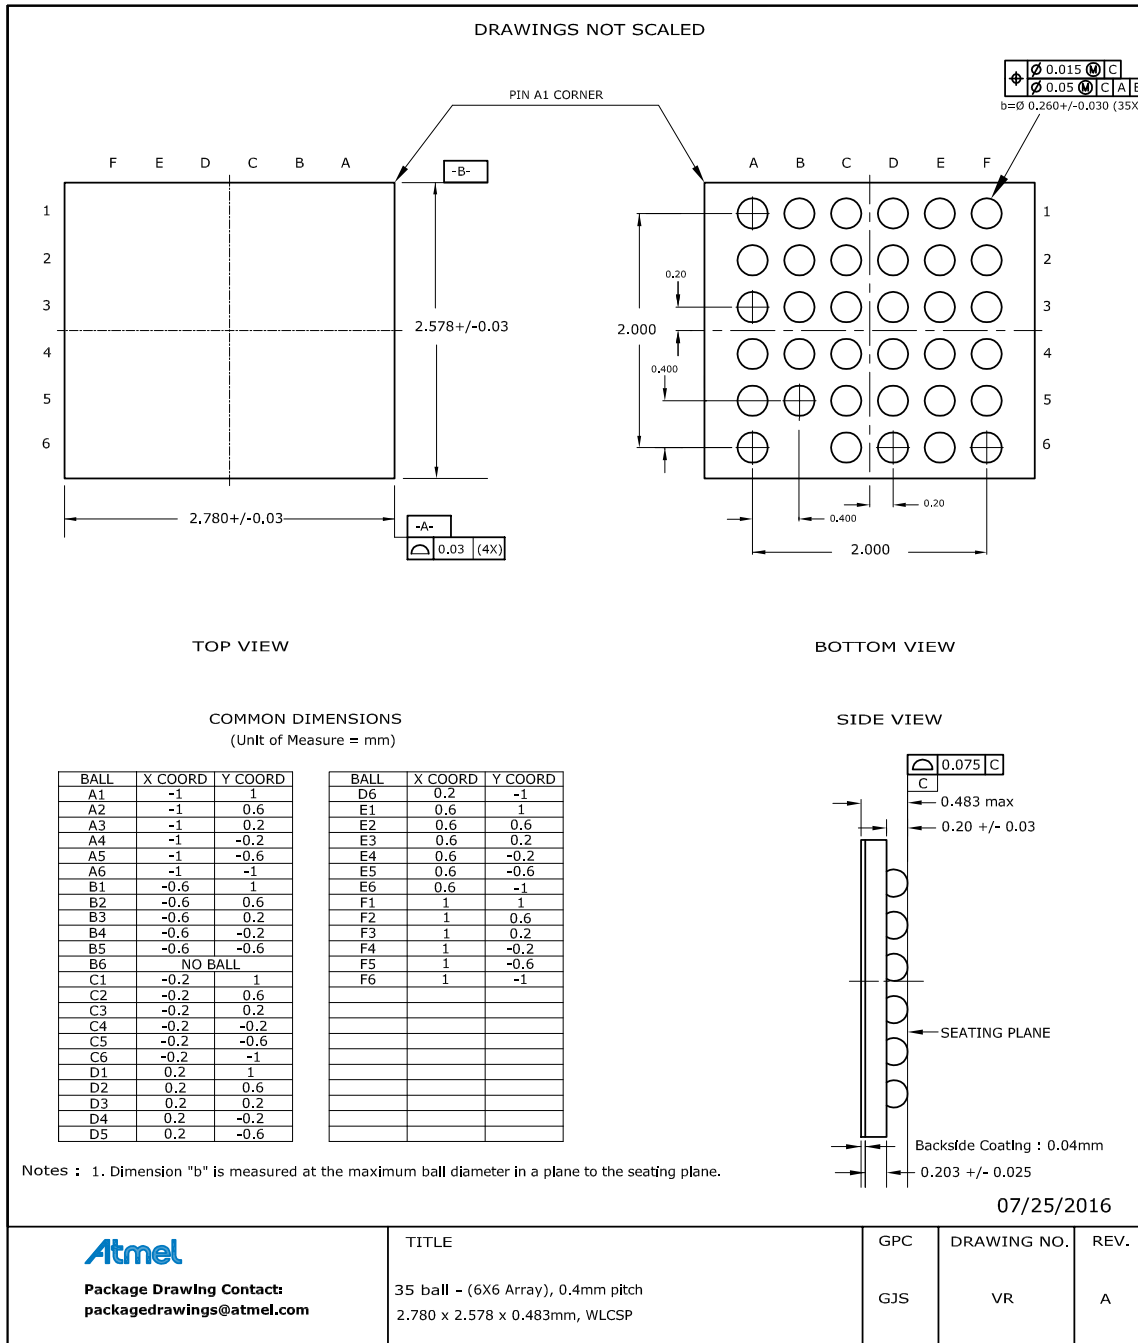 DRAWINGS NOT SCALED
Ø 0.015 Ⓜ C
Ø 0.05 Ⓜ C A B
b=Ø 0.260+/-0.030 (35X
PIN A1 CORNER
F E D C B A
-B-
A B C D E F
1
2
3
4
5
6
2.578+/-0.03
2.780+/-0.03
-A-
0.03 (4X)
1
2
3
4
5
6
0.20
2.000
0.400
0.400
0.20
2.000
TOP VIEW
BOTTOM VIEW
COMMON DIMENSIONS
(Unit of Measure = mm)
BALL X COORD Y COORD
A1 -1 1
A2 -1 0.6
A3 -1 0.2
A4 -1 -0.2
A5 -1 -0.6
A6 -1 -1
B1 -0.6 1
B2 -0.6 0.6
B3 -0.6 0.2
B4 -0.6 -0.2
B5 -0.6 -0.6
B6 NO BALL
C1 -0.2 1
C2 -0.2 0.6
C3 -0.2 0.2
C4 -0.2 -0.2
C5 -0.2 -0.6
C6 -0.2 -1
D1 0.2 1
D2 0.2 0.6
D3 0.2 0.2
D4 0.2 -0.2
D5 0.2 -0.6
BALL X COORD Y COORD
D6 0.2 -1
E1 0.6 1
E2 0.6 0.6
E3 0.6 0.2
E4 0.6 -0.2
E5 0.6 -0.6
E6 0.6 -1
F1 1 1
F2 1 0.6
F3 1 0.2
F4 1 -0.2
F5 1 -0.6
F6 1 -1
SIDE VIEW
0.075 C
C
0.483 max
0.20 +/- 0.03
SEATING PLANE
Backside Coating : 0.04mm
0.203 +/- 0.025
Notes : 1. Dimension "b" is measured at the maximum ball diameter in a plane to the seating plane.
07/25/2016
Atmel
Package Drawing Contact:
packagedrawings@atmel.com
TITLE
35 ball - (6X6 Array), 0.4mm pitch
2.780 x 2.578 x 0.483mm, WLCSP
GPC
GJS
DRAWING NO.
VR
REV.
A